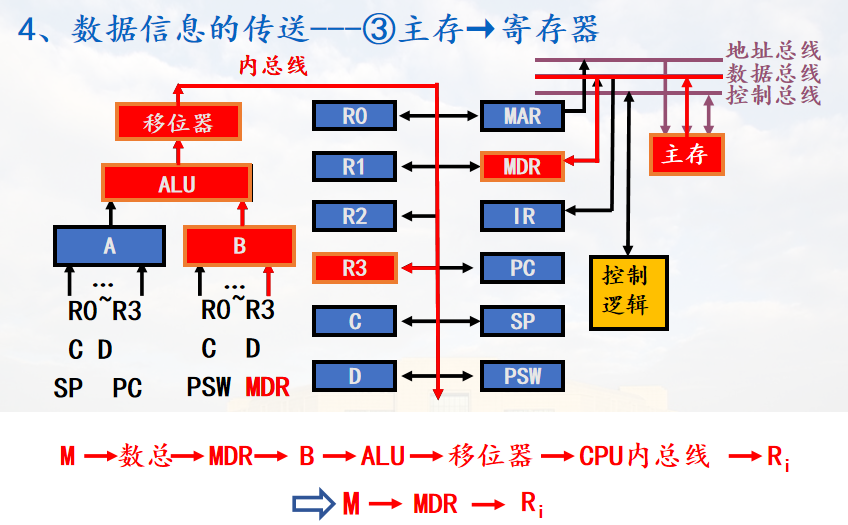 4、数据信息的传送---③主存→寄存器
内总线
地址总线
数据总线
控制总线
移位器
R0
MAR
主存
ALU
R1
MDR
R2
IR
A
B
R3
PC
控制
逻辑
...
...
R0~R3
R0~R3
C
SP
C D
C D
D
PSW
SP PC
PSW MDR
M→数总→MDR→B→ALU→移位器→CPU内总线→Ri
⇨M→MDR→Ri